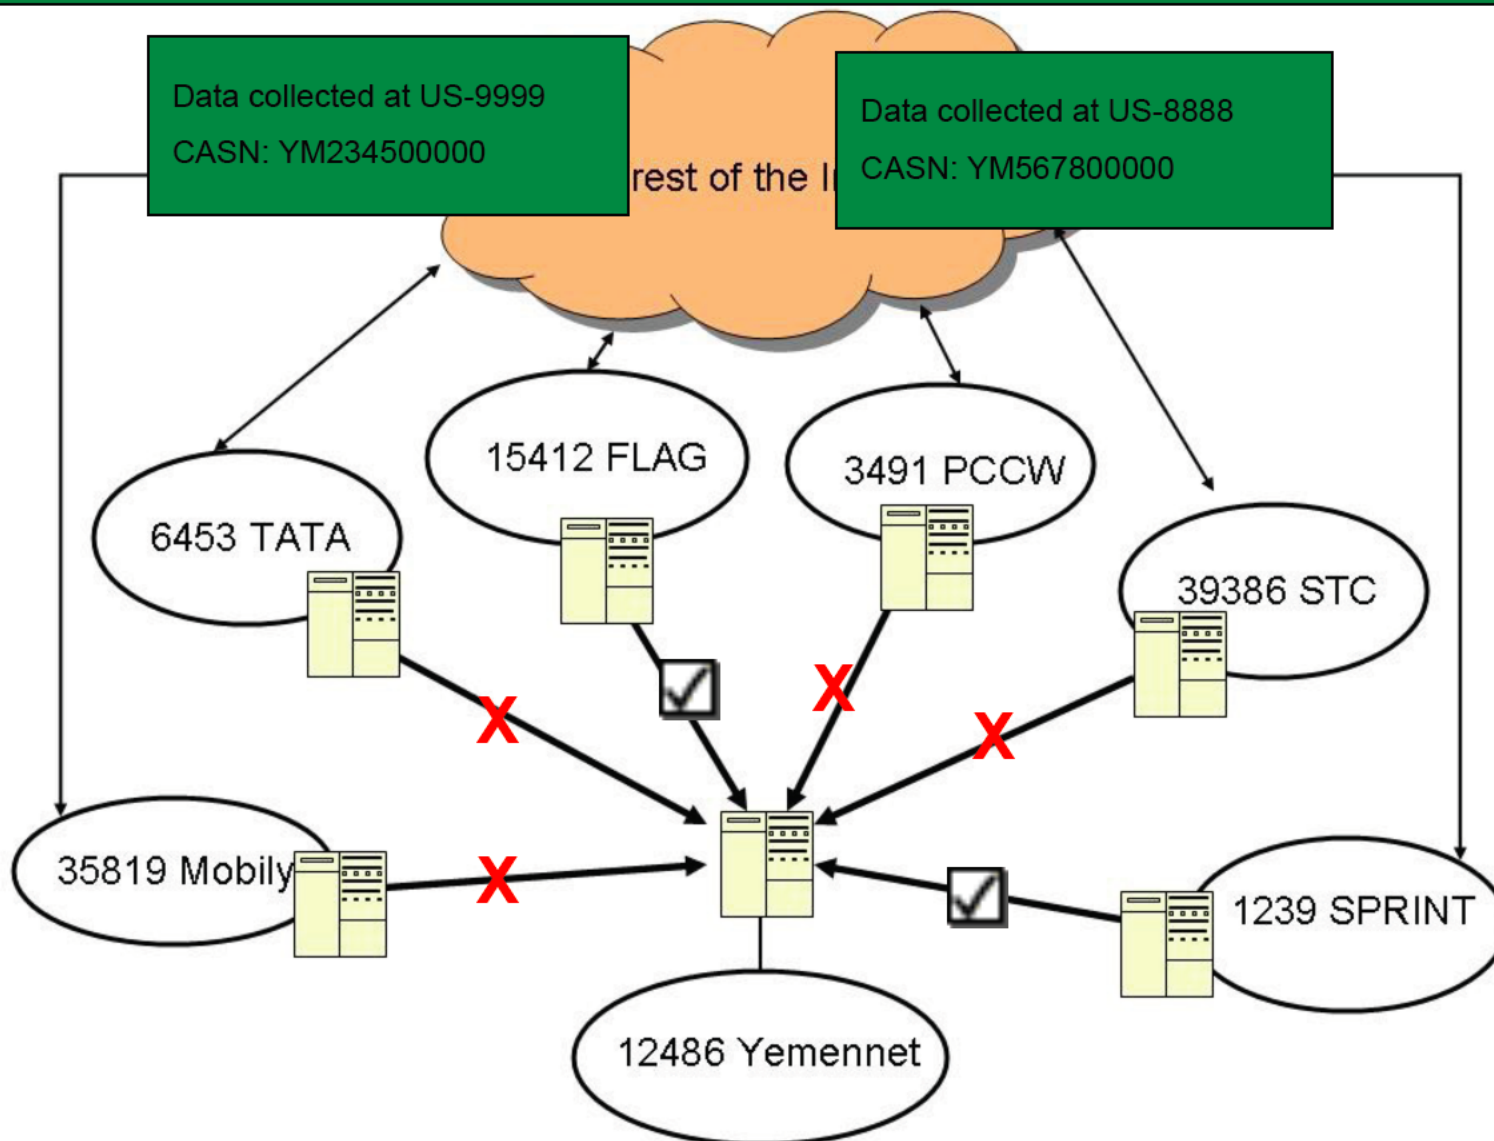 Data collected at US-9999
CASN: YM234500000
Data collected at US-8888
CASN: YM567800000
rest of the
15412 FLAG
3491 PCCW
6453 TATA
39386 STC
X
X
X
35819 Mobily
X
1239 SPRINT
12486 Yemennet